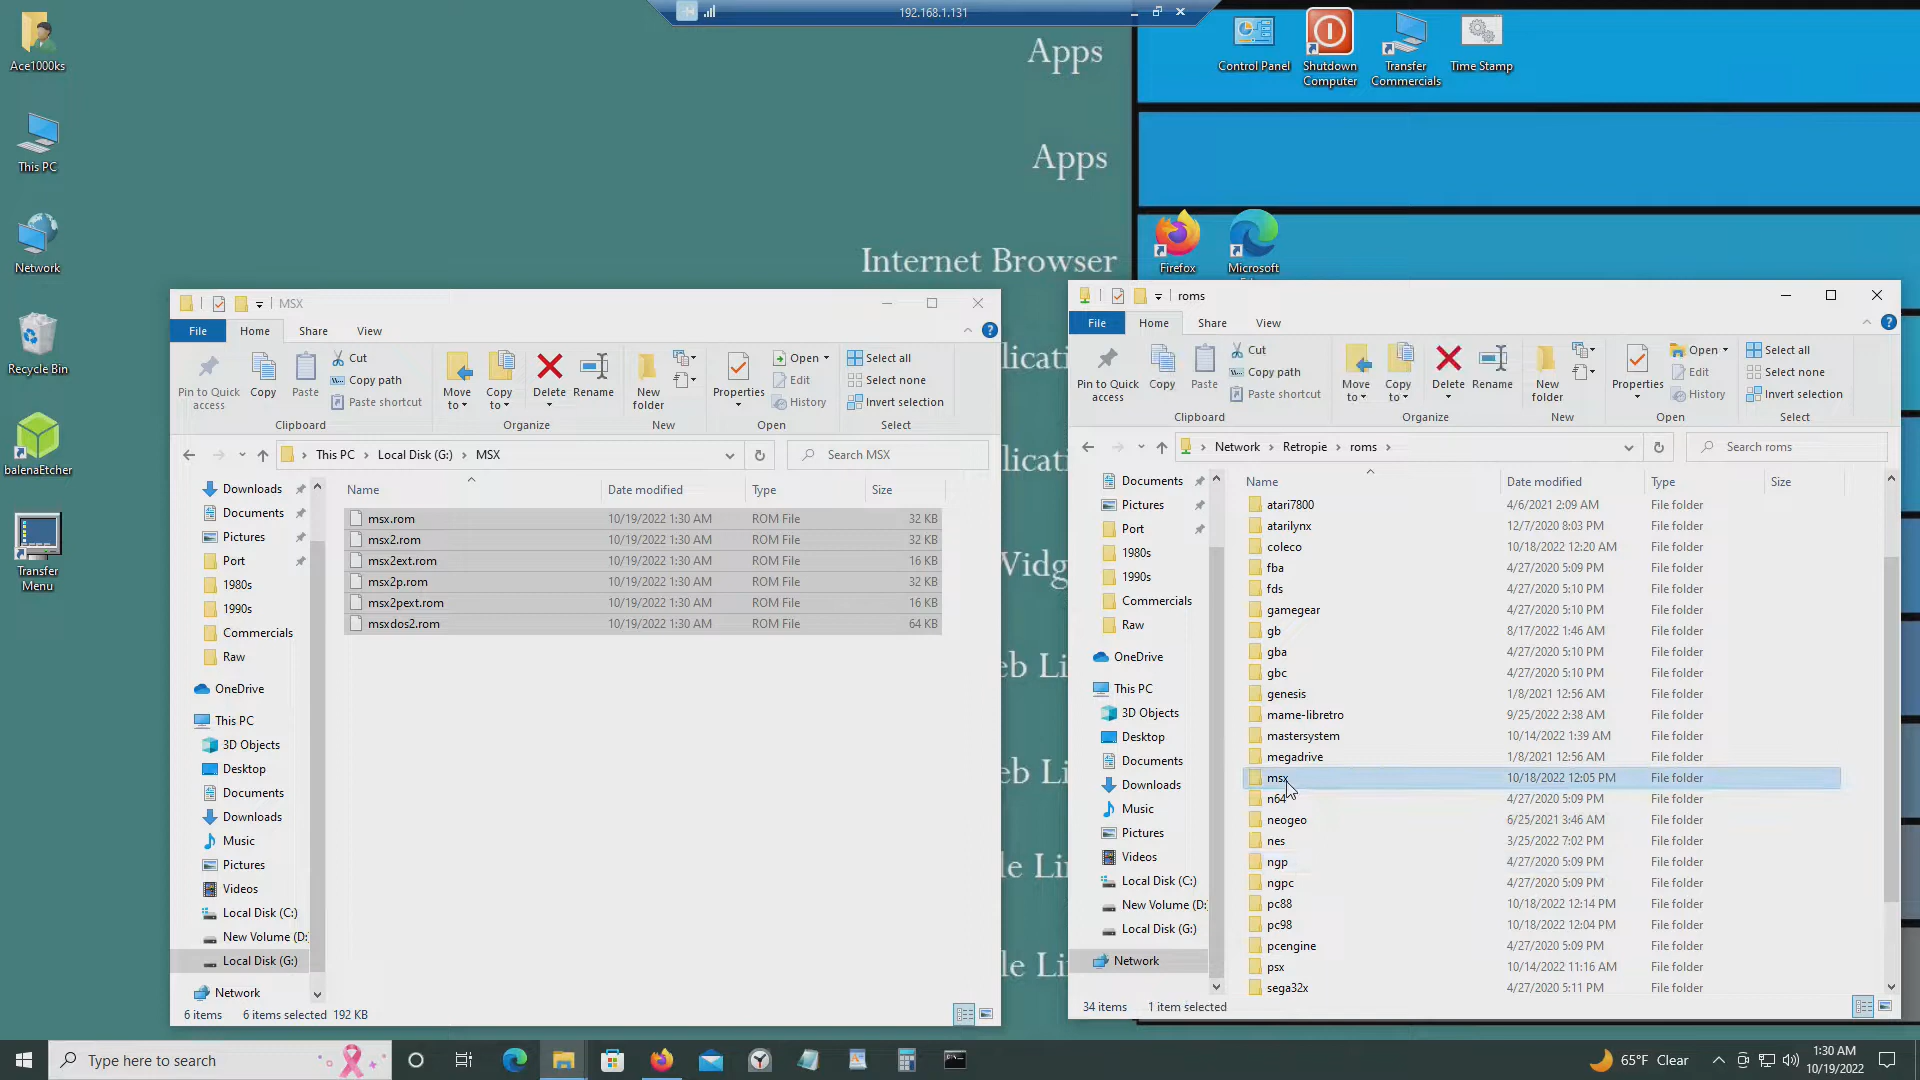 192.168.1.131
Ace1000ks
This PC
Network
Recycle Bin
balenaEtcher
Transfer
Menu
Apps
Apps
Internet Browser
Control Panel
Shutdown
Computer
Transfer
Commercials
Time Stamp
Firefox
Microsoft
MSX
File
Home
Share
View
Pin to Quick
access
Copy
Paste
Cut
Copy path
Paste shortcut
Clipboard
Move
to
Copy
to
Delete
Rename
Organize
New
folder
New
Properties
Open
Edit
History
Open
Select all
Select none
Invert selection
Select
This PC > Local Disk (G:) > MSX
Search MSX
Downloads
Documents
Pictures
Port
1980s
1990s
Commercials
Raw
OneDrive
This PC
3D Objects
Desktop
Documents
Downloads
Music
Pictures
Videos
Local Disk (C:)
New Volume (D:
Local Disk (G:)
Network
Name Date modified Type Size
msx.rom 10/19/2022 1:30 AM ROM File 32 KB
msx2.rom 10/19/2022 1:30 AM ROM File 32 KB
msx2ext.rom 10/19/2022 1:30 AM ROM File 16 KB
msx2p.rom 10/19/2022 1:30 AM ROM File 32 KB
msx2pext.rom 10/19/2022 1:30 AM ROM File 16 KB
msxdos2.rom 10/19/2022 1:30 AM ROM File 64 KB
6 items 6 items selected 192 KB
licati
licati
Widg
eb Li
eb Li
le Li
le Li
roms
File
Home
Share
View
Pin to Quick
access
Copy
Paste
Cut
Copy path
Paste shortcut
Clipboard
Move
to
Copy
to
Delete
Rename
Organize
New
folder
New
Properties
Open
Edit
History
Open
Select all
Select none
Invert selection
Select
> Network > Retropie > roms >
Search roms
Documents
Pictures
Port
1980s
1990s
Commercials
Raw
OneDrive
This PC
3D Objects
Desktop
Documents
Downloads
Music
Pictures
Videos
Local Disk (C:)
New Volume (D:
Local Disk (G:)
Network
Name Date modified Type Size
atari7800 4/6/2021 2:09 AM File folder
atarilynx 12/7/2020 8:03 PM File folder
coleco 10/18/2022 12:20 AM File folder
fba 4/27/2020 5:09 PM File folder
fds 4/27/2020 5:10 PM File folder
gamegear 4/27/2020 5:10 PM File folder
gb 8/17/2022 1:46 AM File folder
gba 4/27/2020 5:10 PM File folder
gbc 4/27/2020 5:10 PM File folder
genesis 1/8/2021 12:56 AM File folder
mame-libretro 9/25/2022 2:38 AM File folder
mastersystem 10/14/2022 1:39 AM File folder
megadrive 1/8/2021 12:56 AM File folder
msx 10/18/2022 12:05 PM File folder
n64 4/27/2020 5:09 PM File folder
neogeo 6/25/2021 3:46 AM File folder
nes 3/25/2022 7:02 PM File folder
ngp 4/27/2020 5:09 PM File folder
ngpc 4/27/2020 5:09 PM File folder
pc88 10/18/2022 12:14 PM File folder
pc98 10/18/2022 12:04 PM File folder
pcengine 4/27/2020 5:09 PM File folder
psx 10/14/2022 11:16 AM File folder
sega32x 4/27/2020 5:11 PM File folder
34 items 1 item selected
Type here to search
65°F Clear
1:30 AM
10/19/2022